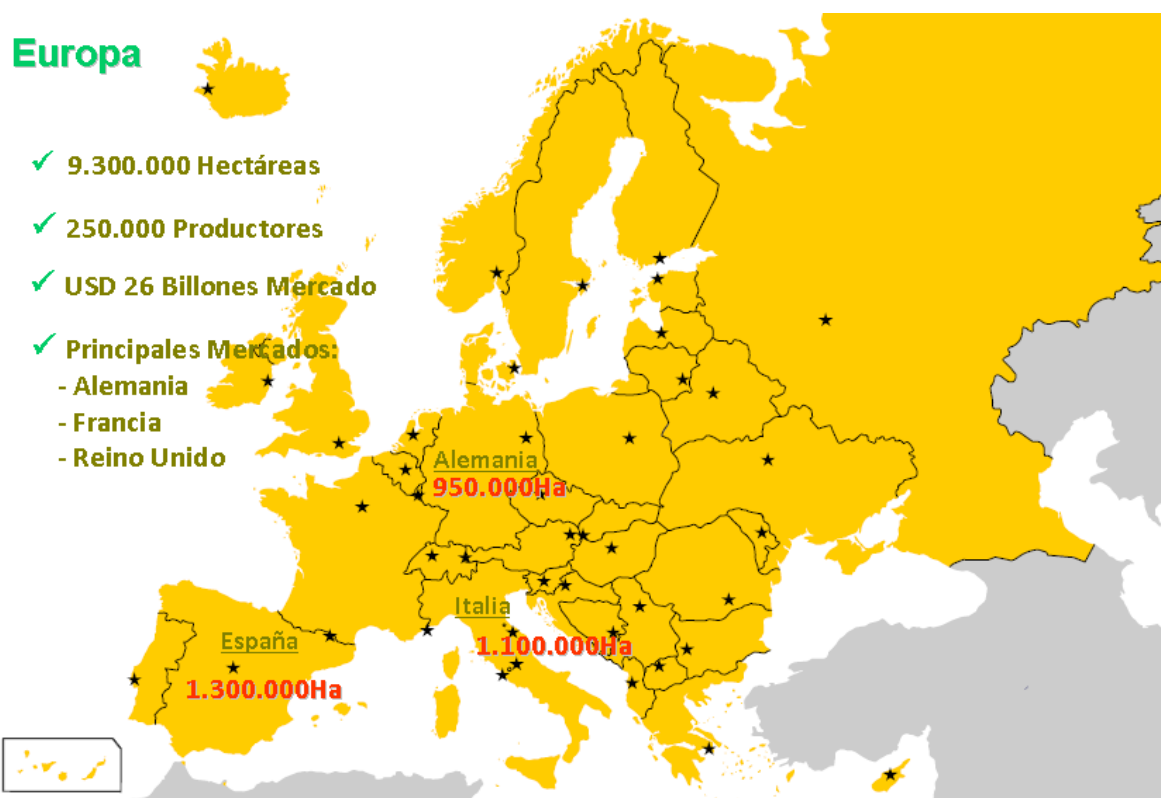 Europa
✓ 9.300.000 Hectáreas
✓ 250.000 Productores
✓ USD 26 Billones Mercado
✓ Principales Mercados:
- Alemania
- Francia
- Reino Unido
Alemania
950.000Ha
Italia
1.100.000Ha
España
1.300.000Ha